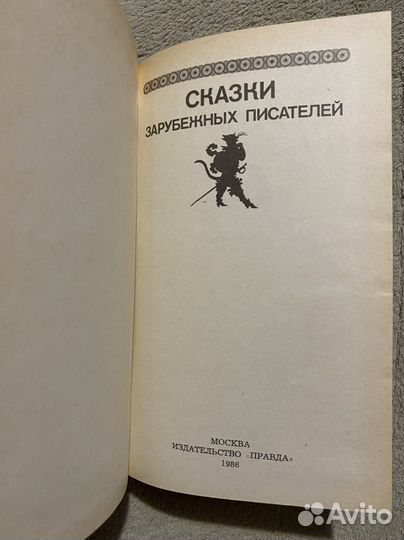 СКАЗКИ
ЗАРУБЕЖНЫХ ПИСАТЕЛЕЙ
МОСКВА
ИЗДАТЕЛЬСТВО «ПРАВДА»
1986
Avito